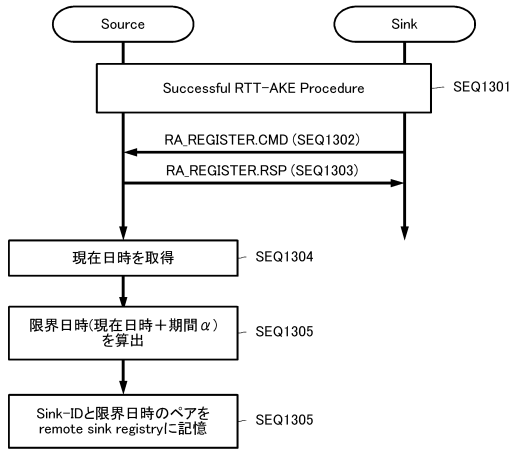 Source
Sink
Successful RTT-AKE Procedure
SEQ1301
RA_REGISTER.CMD (SEQ1302)
RA_REGISTER.RSP (SEQ1303)
現在日時を取得
SEQ1304
限界日時(現在日時+期間α)
を算出
SEQ1305
Sink-IDと限界日時のペアを
remote sink registryに記憶
SEQ1305